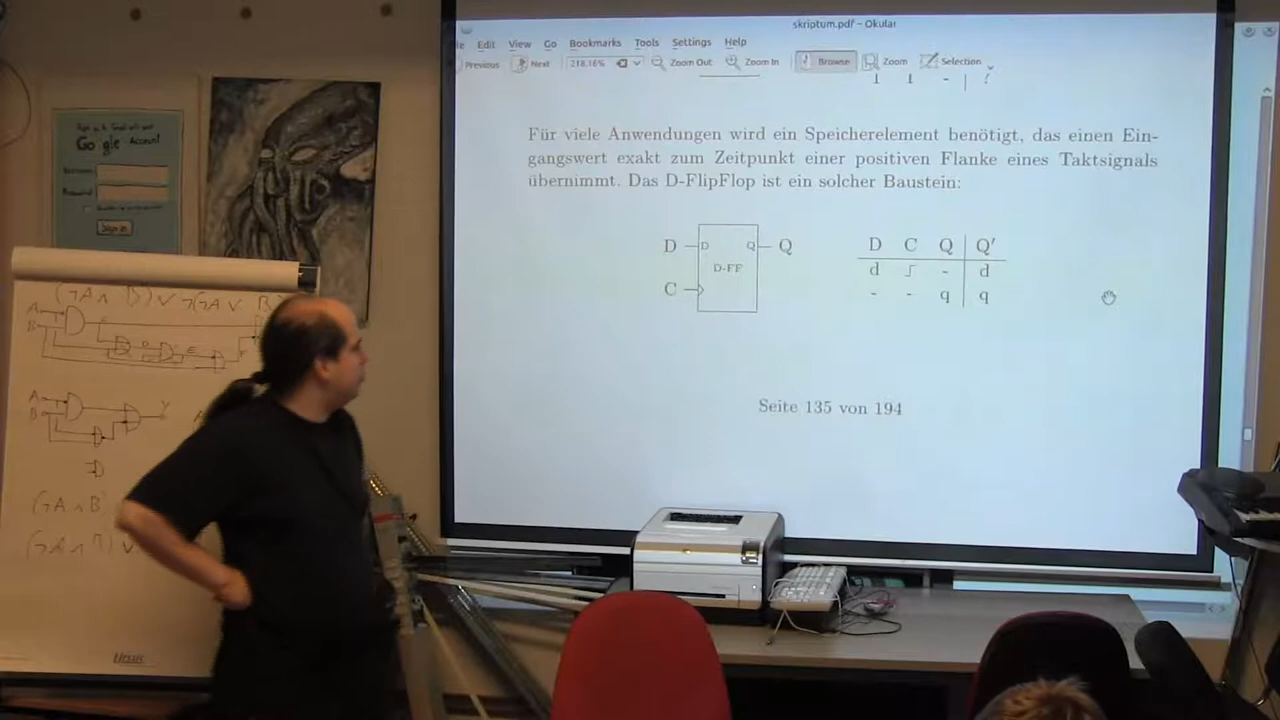 skriptum.pdf – Okular
Edit View Go Bookmarks Tools Settings Help
Previous Next 218.16% Zoom Out Zoom In Browse Zoom Selection
1 1 - ?
Für viele Anwendungen wird ein Speicherelement benötigt, das einen Ein-
gangswert exakt zum Zeitpunkt einer positiven Flanke eines Taktsignals
übernimmt. Das D-FlipFlop ist ein solcher Baustein:
D D Q Q
D-FF
C
D C Q Q'
d - d
- - q q
Seite 135 von 194
Google Account
Sign in
A
B
A
B
Y
(¬A ∧ B